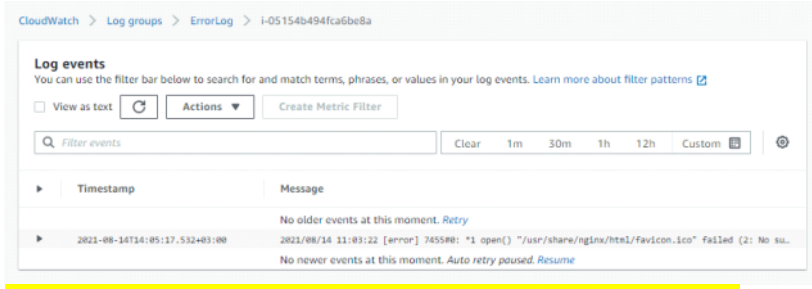 CloudWatch > Log groups > ErrorLog > i-05154b494fca6be8a
Log events
You can use the filter bar below to search for and match terms, phrases, or values in your log events. Learn more about filter patterns
View as text Actions ▼ Create Metric Filter
Filter events Clear 1m 30m 1h 12h Custom
Timestamp Message
No older events at this moment. Retry
2021-08-14T14:05:17.532+03:00 2021/08/14 11:03:22 [error] 7455#0: *1 open() "/usr/share/nginx/html/favicon.ico" failed (2: No su…
No newer events at this moment. Auto retry paused. Resume